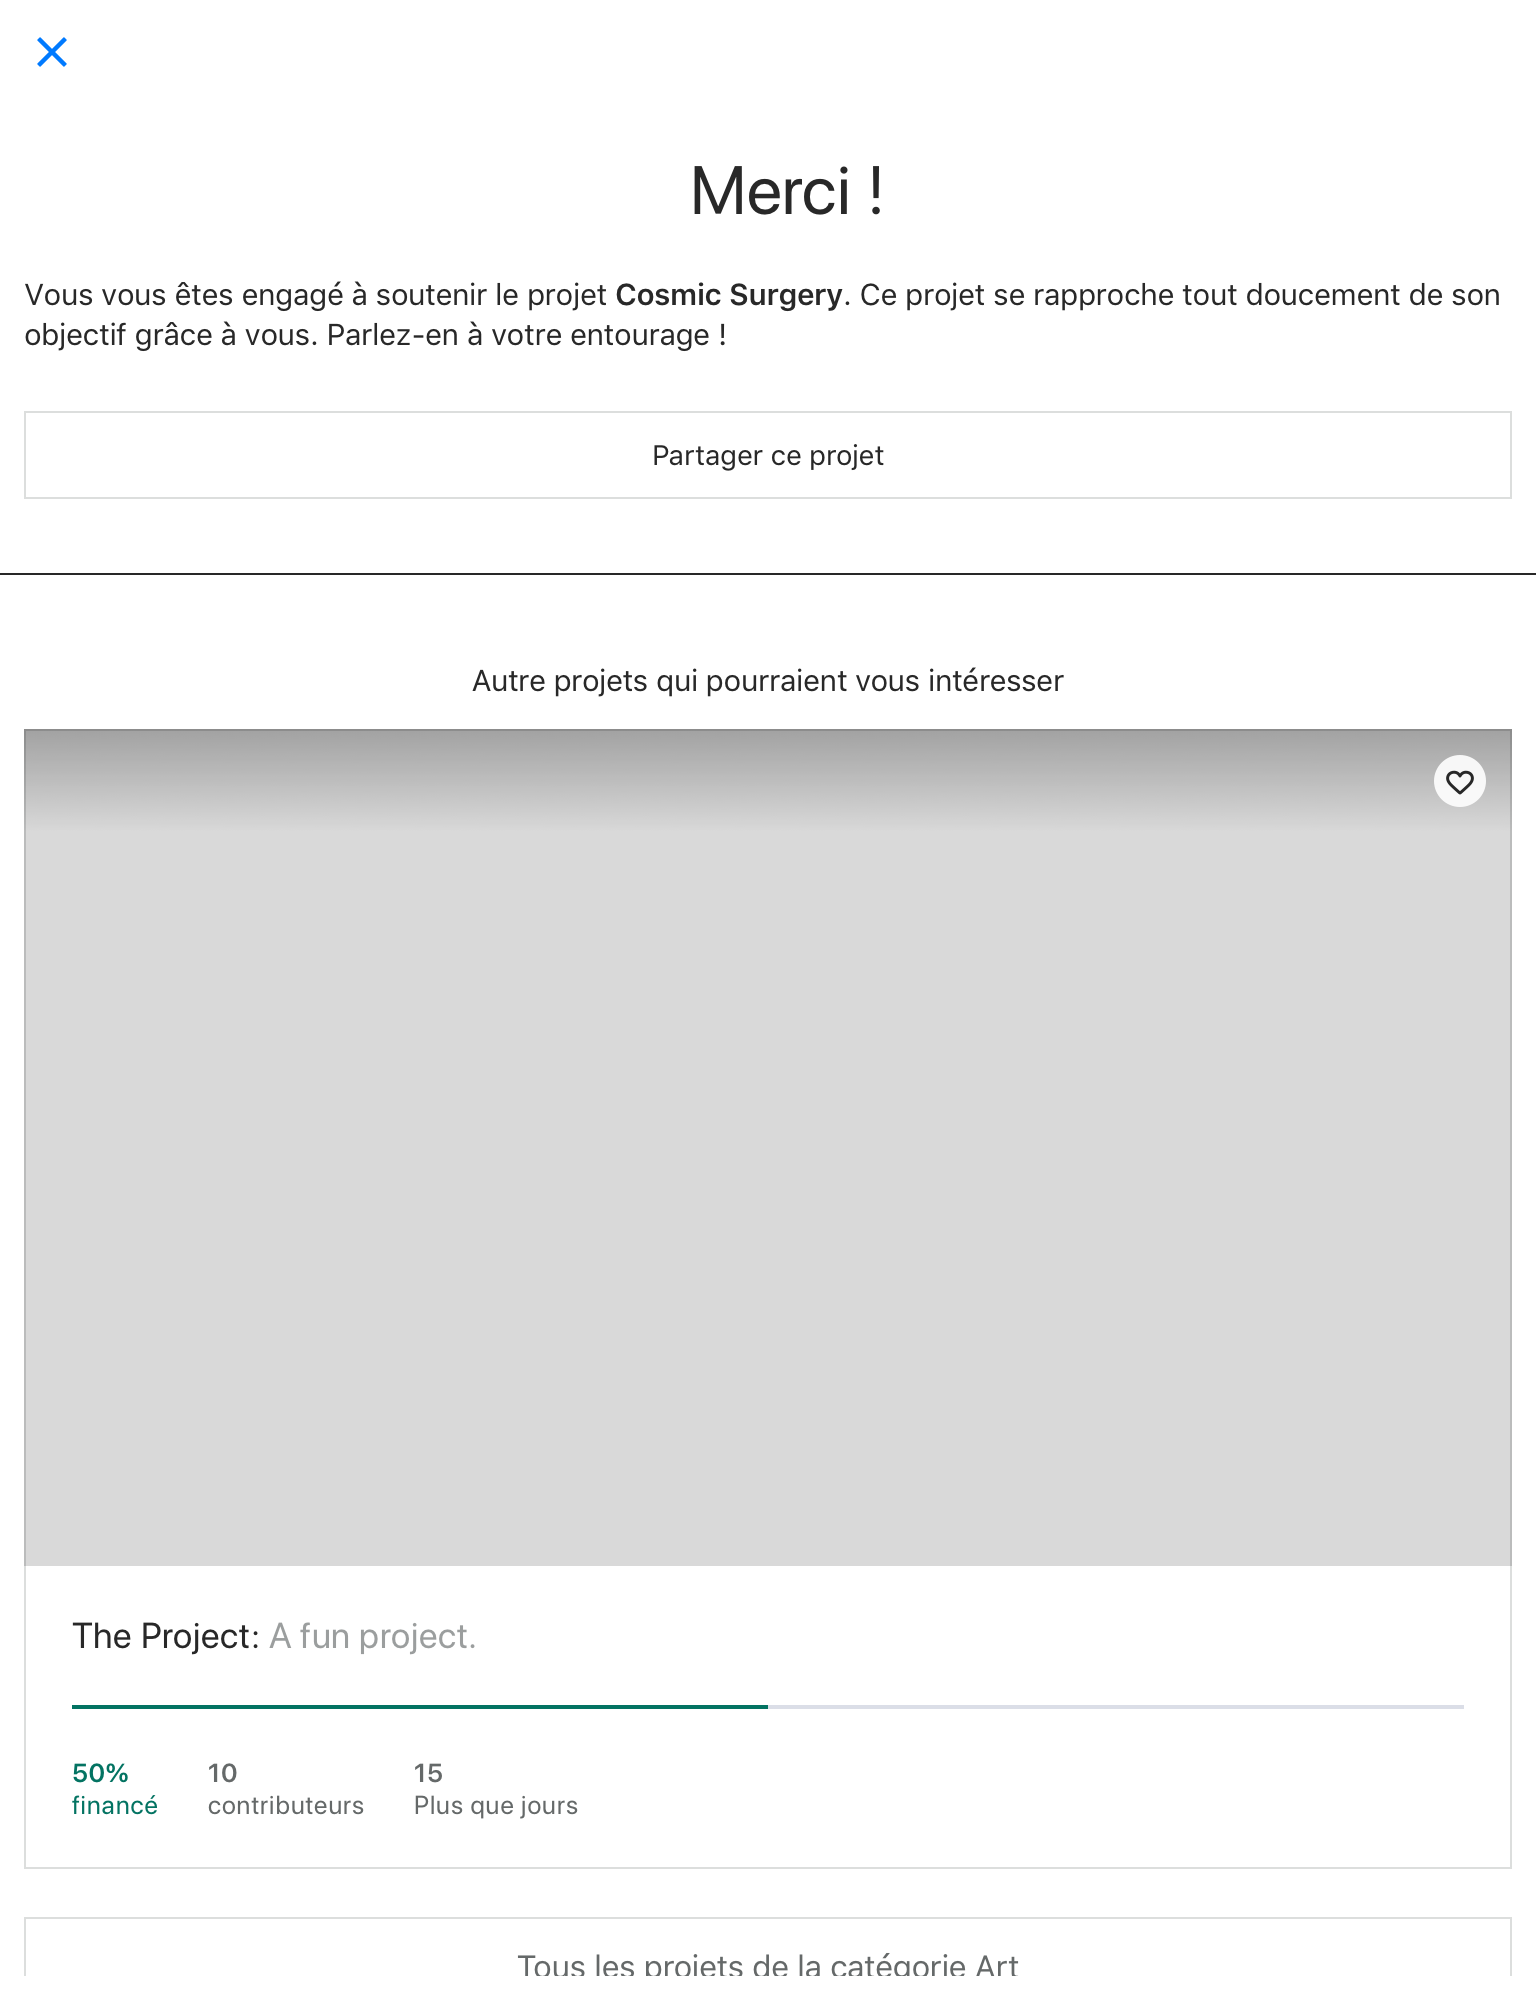 Merci !
Vous vous êtes engagé à soutenir le projet Cosmic Surgery. Ce projet se rapproche tout doucement de son
objectif grâce à vous. Parlez-en à votre entourage !
Partager ce projet
Autre projets qui pourraient vous intéresser
The Project: A fun project.
50% 10 15
financé contributeurs Plus que jours
Tous les projets de la catégorie Art